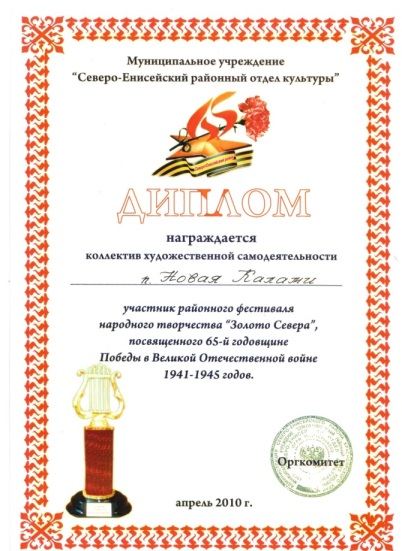 Муниципальное учреждение
“Северо-Енисейский районный отдел культуры”
65
ДИПЛОМ
награждается
коллектив художественной самодеятельности
п. Новая Калами
участник районного фестиваля
народного творчества “Золото Севера”,
посвященного 65-й годовщине
Победы в Великой Отечественной войне
1941-1945 годов.
Оргкомитет
апрель 2010 г.